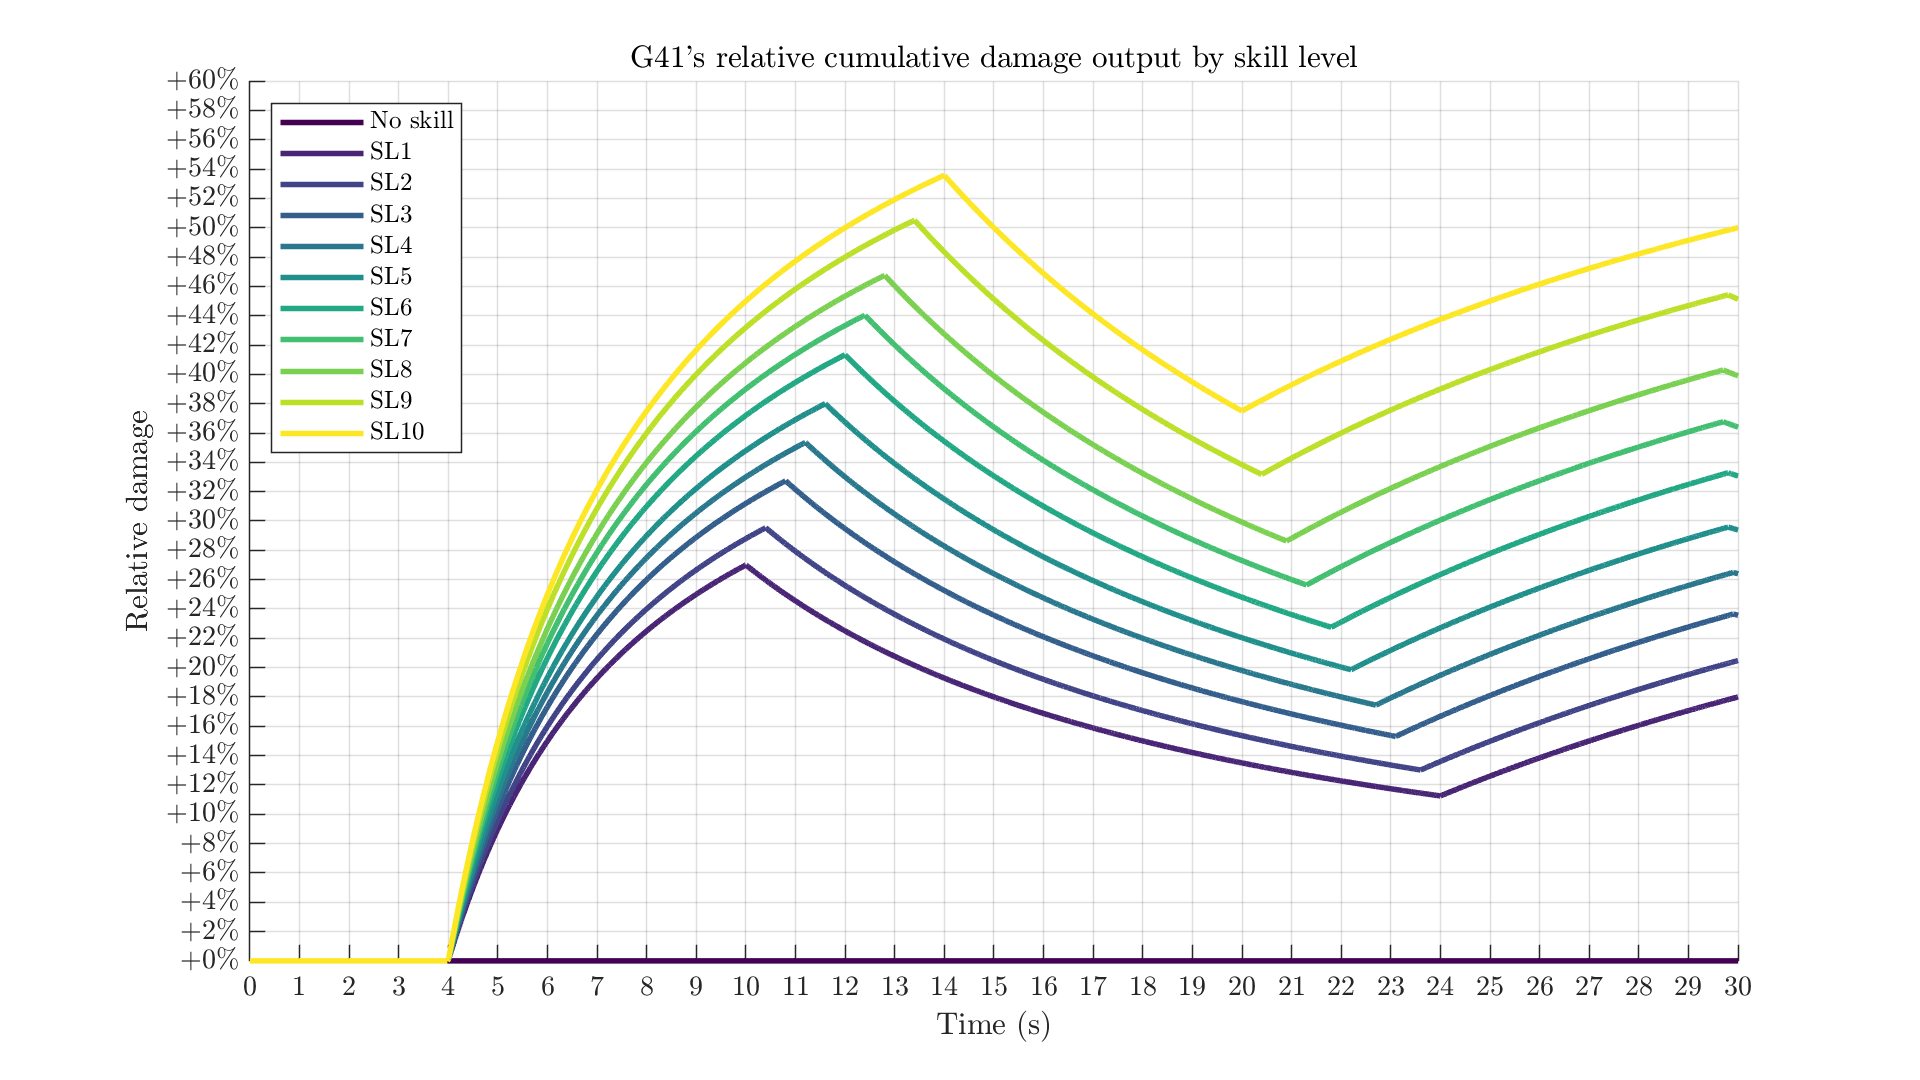 G41's relative cumulative damage output by skill level
+60%
+58%
+56%
+54%
+52%
+50%
+48%
+46%
+44%
+42%
+40%
+38%
+36%
+34%
+32%
+30%
+28%
+26%
+24%
+22%
+20%
+18%
+16%
+14%
+12%
+10%
+8%
+6%
+4%
+2%
+0%
Relative damage
No skill
SL1
SL2
SL3
SL4
SL5
SL6
SL7
SL8
SL9
SL10
0 1 2 3 4 5 6 7 8 9 10 11 12 13 14 15 16 17 18 19 20 21 22 23 24 25 26 27 28 29 30
Time (s)